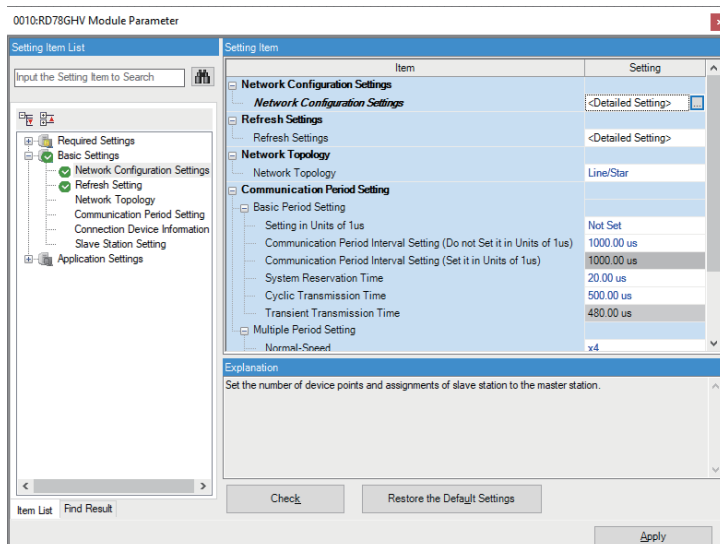 0010:RD78GHV Module Parameter
Setting Item List
Input the Setting Item to Search
Required Settings
Basic Settings
Network Configuration Settings
Refresh Setting
Network Topology
Communication Period Setting
Connection Device Information
Slave Station Setting
Application Settings
Item List Find Result
Setting Item
Item Setting
Network Configuration Settings
Network Configuration Settings <Detailed Setting> ...
Refresh Settings
Refresh Settings <Detailed Setting>
Network Topology
Network Topology Line/Star
Communication Period Setting
Basic Period Setting
Setting in Units of 1us Not Set
Communication Period Interval Setting (Do not Set it in Units of 1us) 1000.00 us
Communication Period Interval Setting (Set it in Units of 1us) 1000.00 us
System Reservation Time 20.00 us
Cyclic Transmission Time 500.00 us
Transient Transmission Time 480.00 us
Multiple Period Setting
Normal-Speed x4
Explanation
Set the number of device points and assignments of slave station to the master station.
Check Restore the Default Settings
Apply